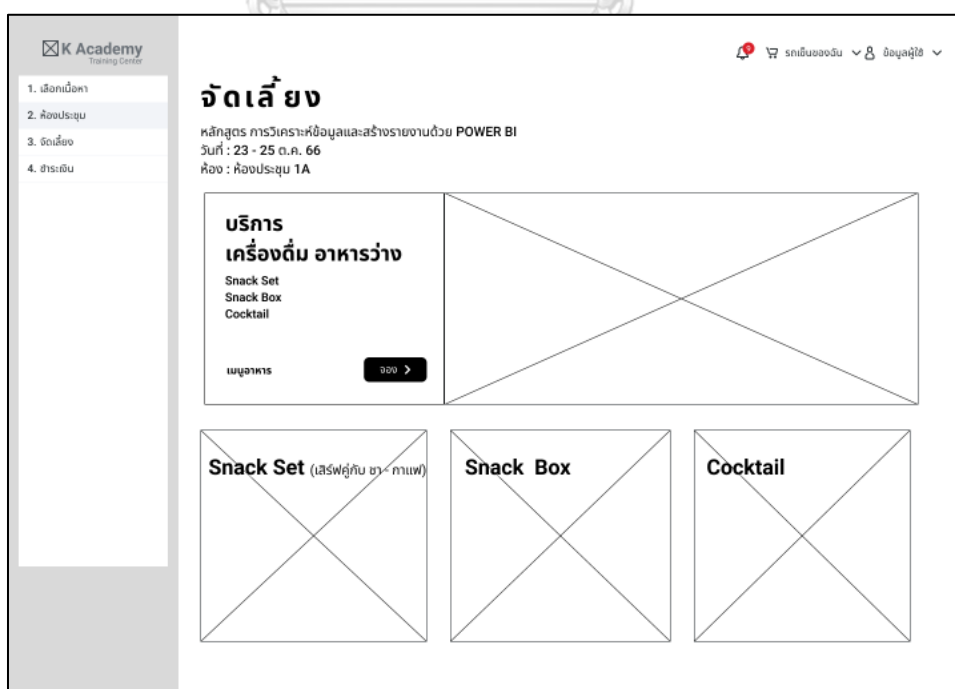 K Academy
Training Center
1. เลือกเนื้อหา
2. ห้องประชุม
3. จัดเลี้ยง
4. ชำระเงิน
9
รถเข็นของฉัน
ข้อมูลผู้ใช้
จัดเลี้ยง
หลักสูตร การวิเคราะห์ข้อมูลและสร้างรายงานด้วย POWER BI
วันที่ : 23 - 25 ต.ค. 66
ห้อง : ห้องประชุม 1A
บริการ
เครื่องดื่ม อาหารว่าง
Snack Set
Snack Box
Cocktail
เมนูอาหาร
จอง
Snack Set (เสิร์ฟคู่กับ ชา - กาแฟ)
Snack Box
Cocktail